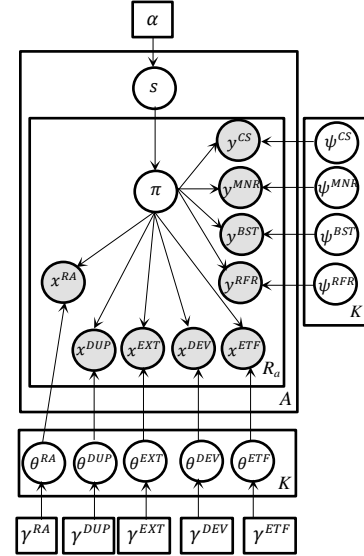 α
s
π
y^CS
y^MNR
y^BST
y^RFR
ψ^CS
ψ^MNR
ψ^BST
ψ^RFR
K
x^RA
x^DUP
x^EXT
x^DEV
x^ETF
R_a
A
θ^RA
θ^DUP
θ^EXT
θ^DEV
θ^ETF
K
γ^RA
γ^DUP
γ^EXT
γ^DEV
γ^ETF